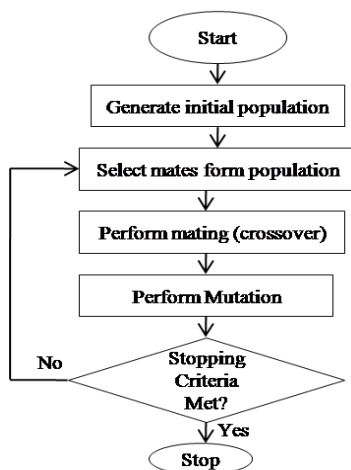 Start
Generate initial population
Select mates form population
Perform mating (crossover)
Perform Mutation
Stopping
Criteria
Met?
No
Yes
Stop